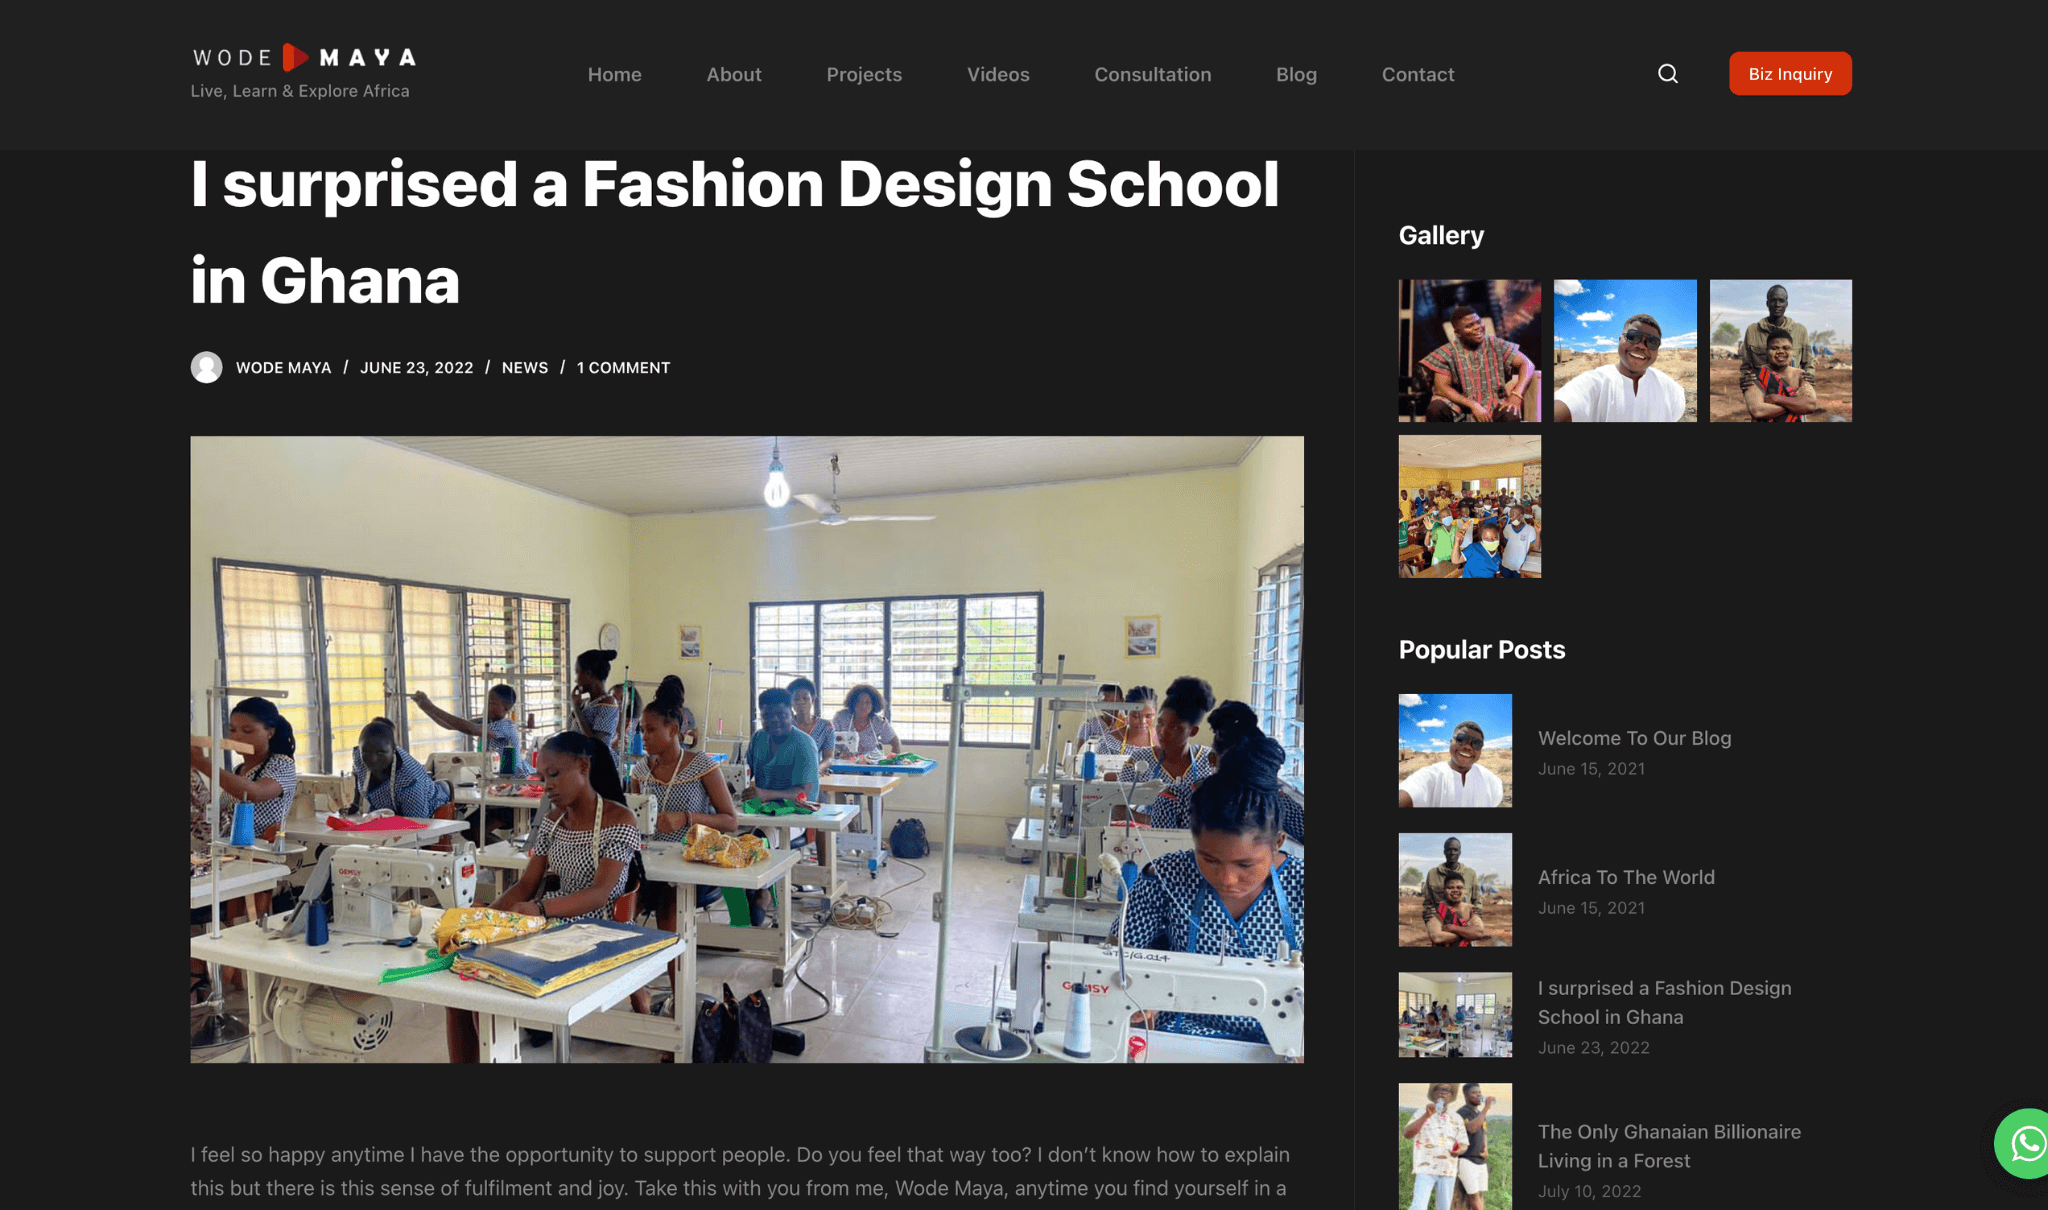 WODE MAYA
Live, Learn & Explore Africa
Home
About
Projects
Videos
Consultation
Blog
Contact
Biz Inquiry
I surprised a Fashion Design School
in Ghana
WODE MAYA / JUNE 23, 2022 / NEWS / 1 COMMENT
GEMSY
GEMSY
GTC/G.014
GEMSY
I feel so happy anytime I have the opportunity to support people. Do you feel that way too? I don’t know how to explain
this but there is this sense of fulfilment and joy. Take this with you from me, Wode Maya, anytime you find yourself in a
Gallery
Popular Posts
Welcome To Our Blog
June 15, 2021
Africa To The World
June 15, 2021
I surprised a Fashion Design
School in Ghana
June 23, 2022
The Only Ghanaian Billionaire
Living in a Forest
July 10, 2022